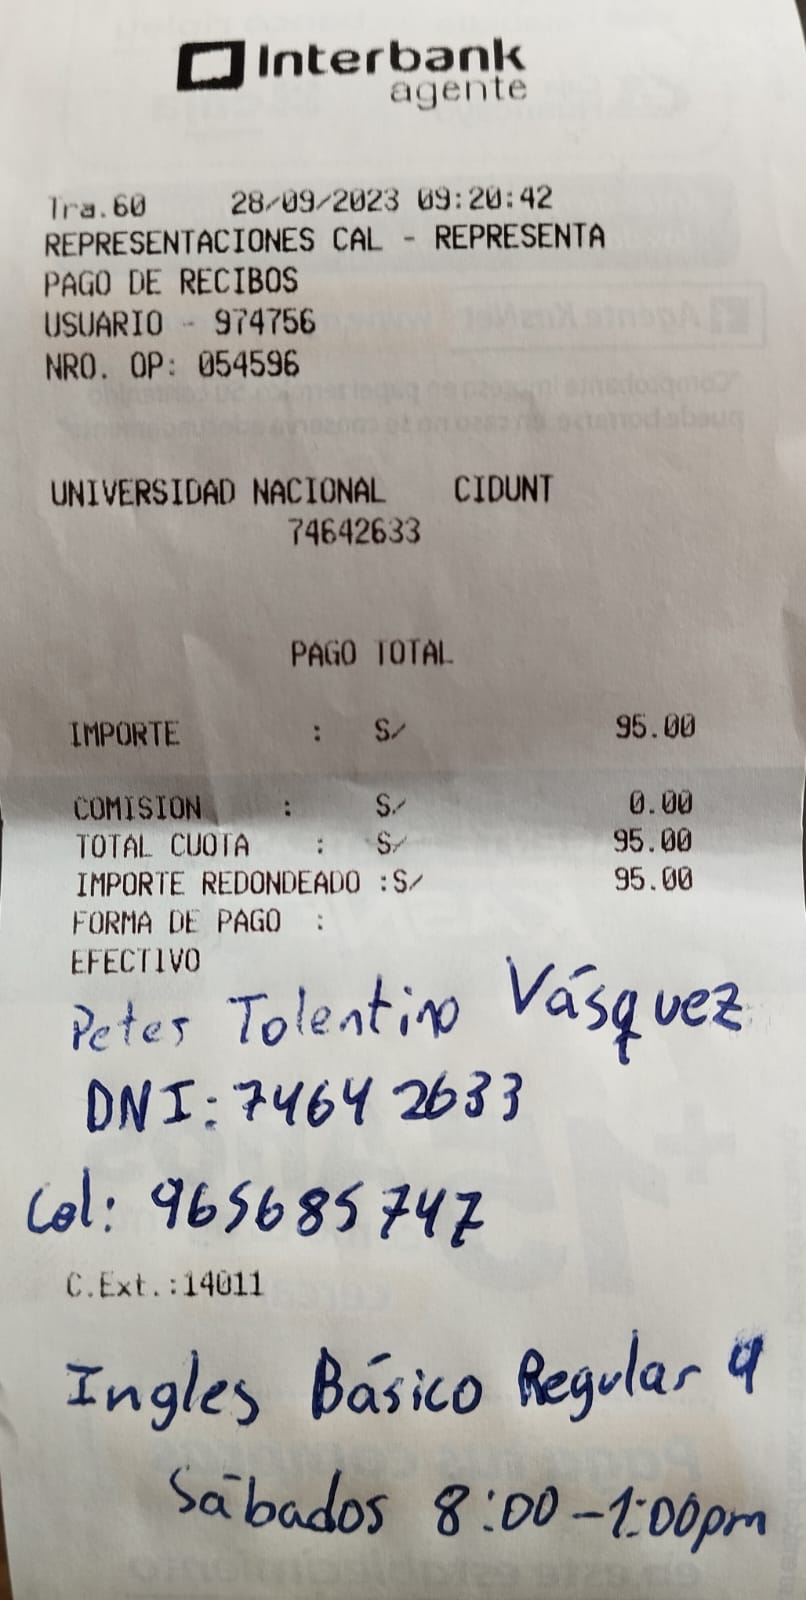 Interbank
agente
Tra.60 28/09/2023 09:20:42
REPRESENTACIONES CAL - REPRESENTA
PAGO DE RECIBOS
USUARIO - 974756
NRO. OP: 054596
UNIVERSIDAD NACIONAL CIDUNT
74642633
PAGO TOTAL
IMPORTE : S/ 95.00
COMISION : S/ 0.00
TOTAL CUOTA : S/ 95.00
IMPORTE REDONDEADO :S/ 95.00
FORMA DE PAGO :
EFECTIVO
Peter Tolentino Vásquez
DNI: 74642633
Cel: 965685747
C.Ext.:14011
Ingles Básico Regular 4
Sábados 8:00-1:00pm